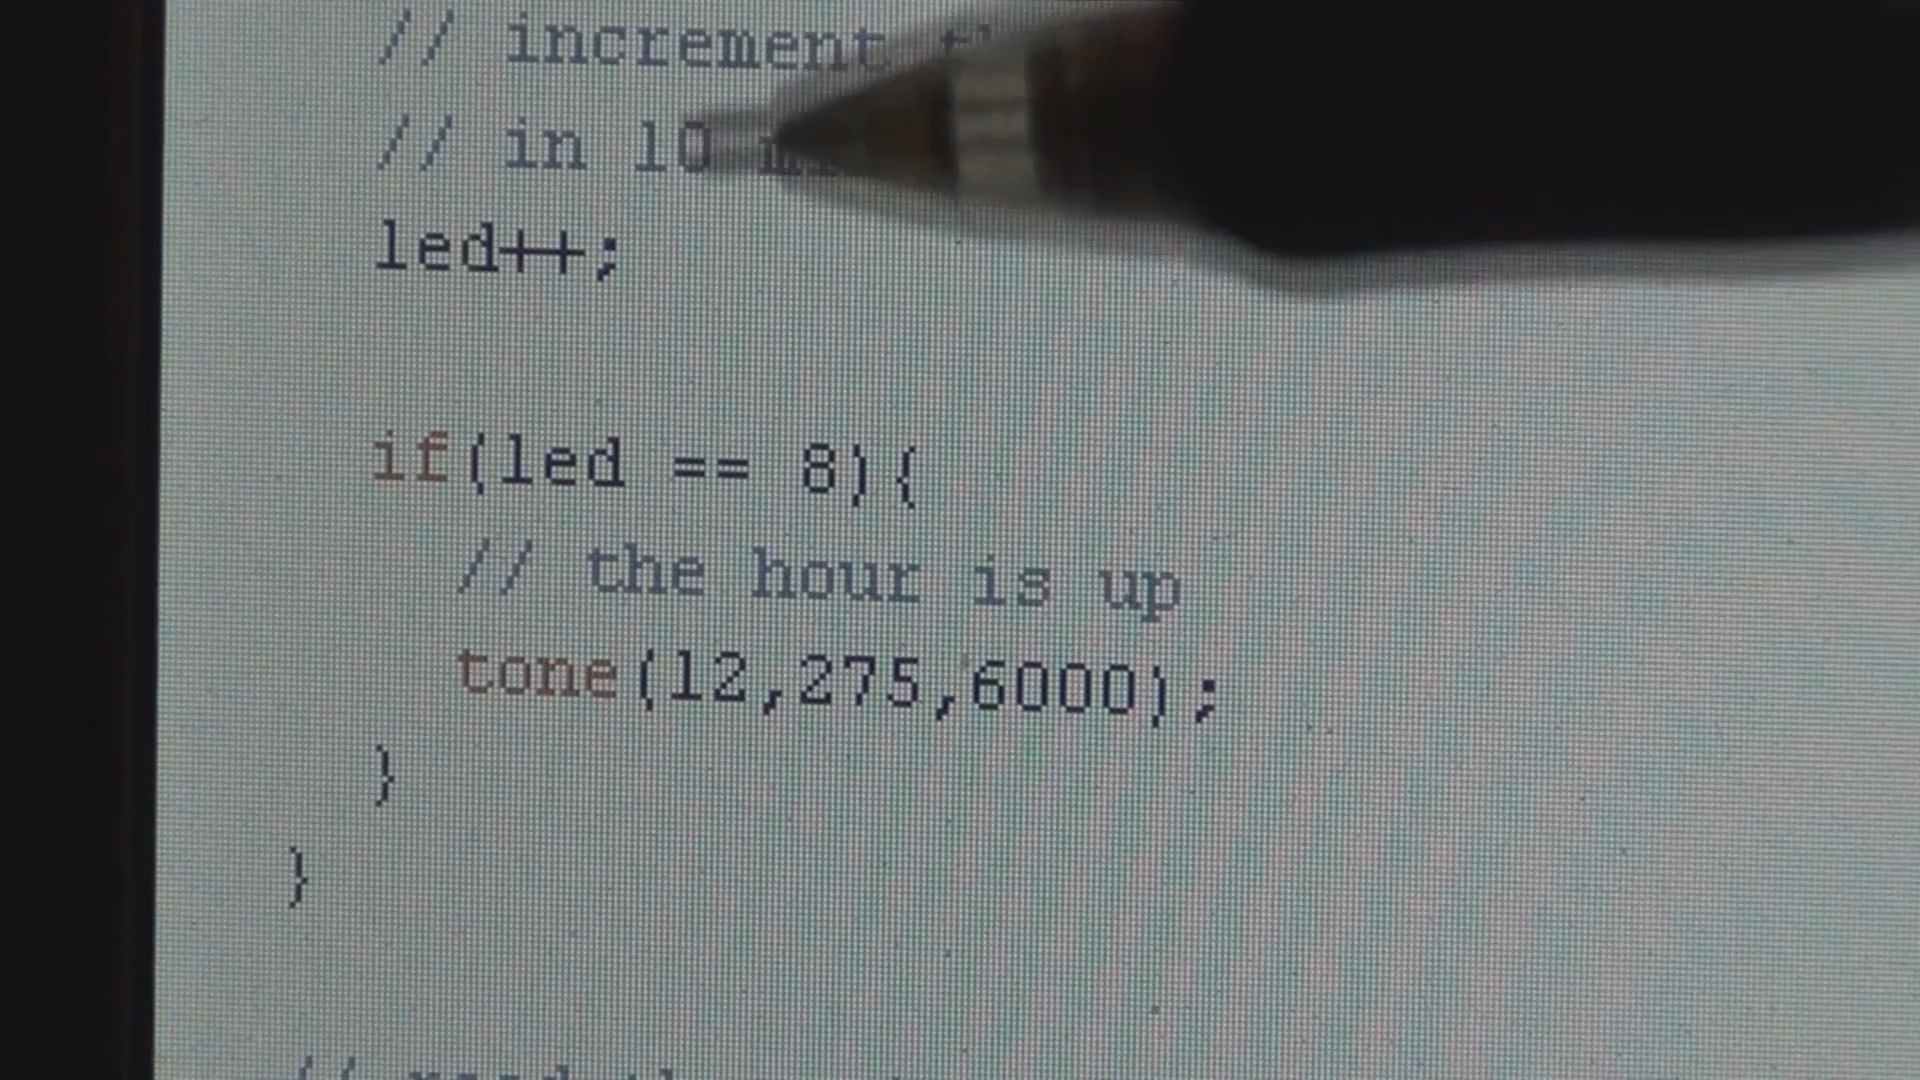 // increment
// in 10
led++;
if(led == 8){
// the hour is up
tone(12,275,6000);
}
}
//